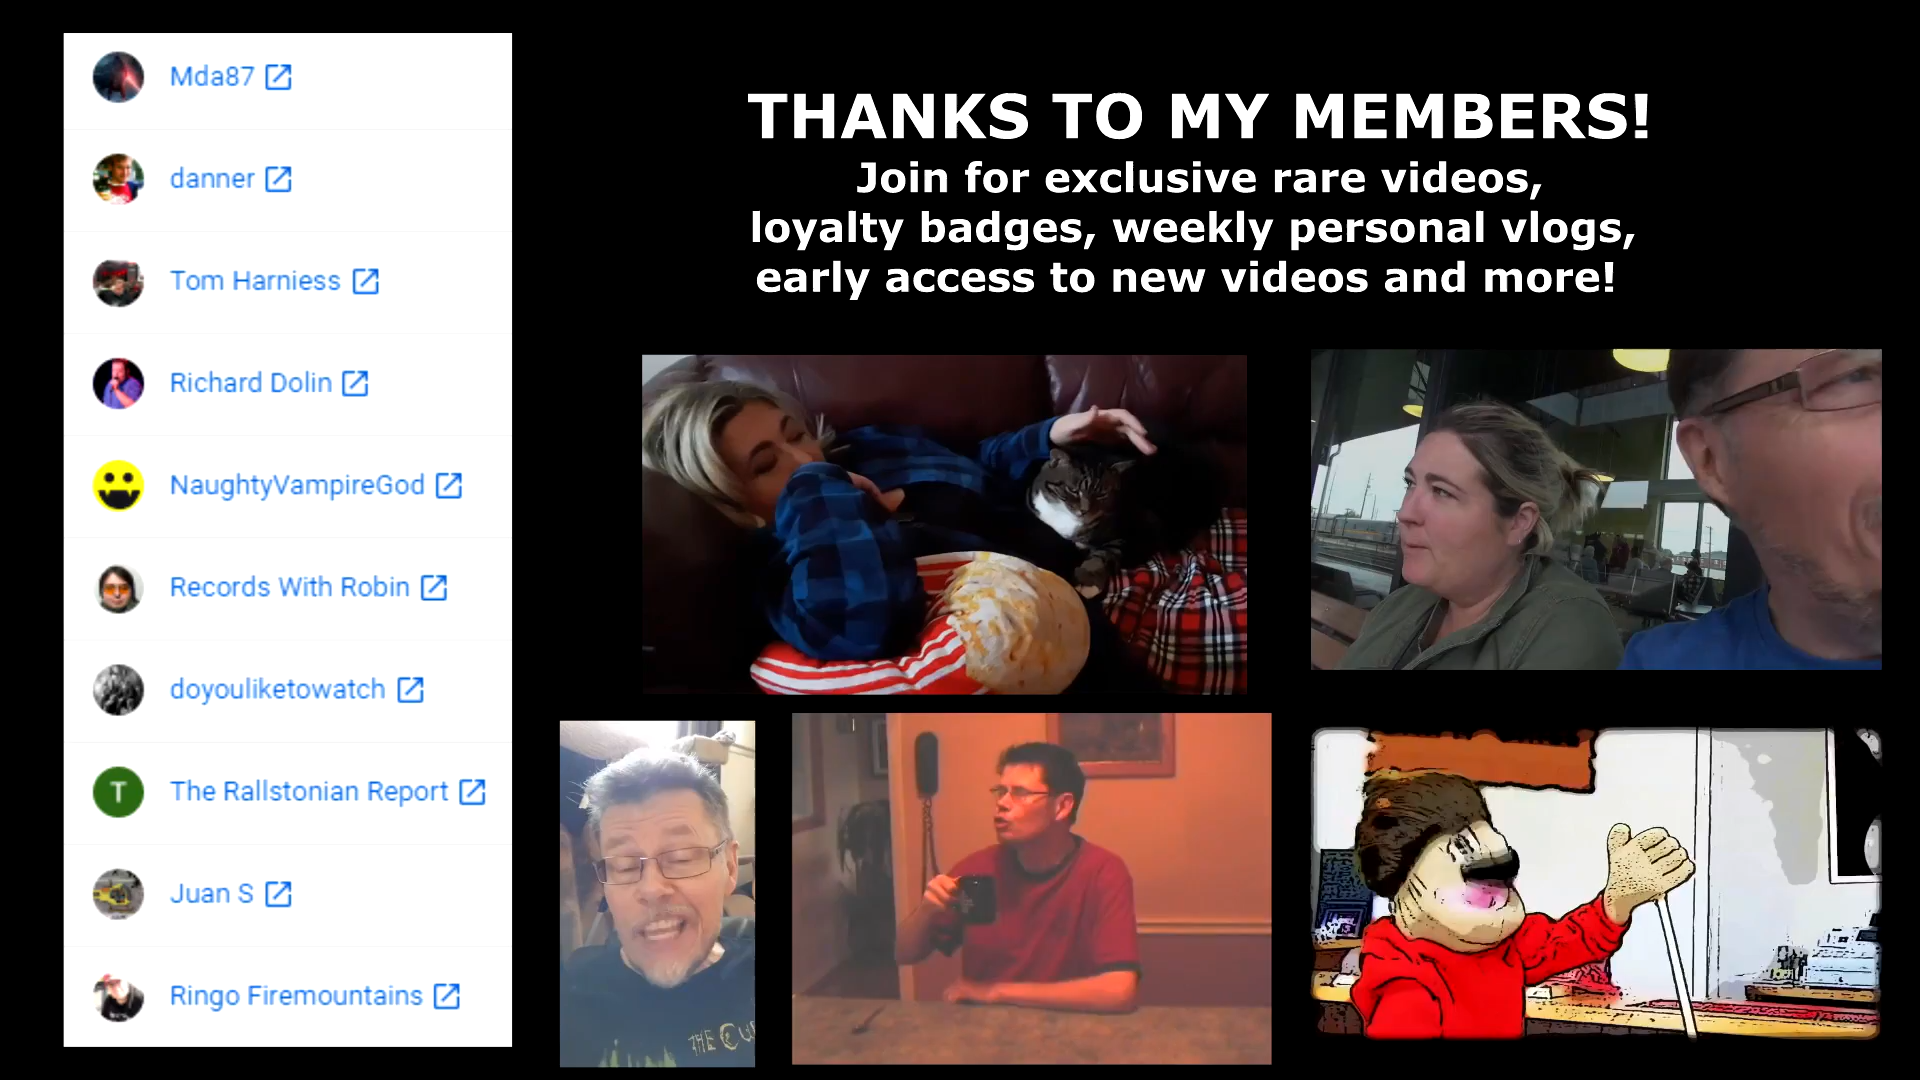 Mda87
danner
Tom Harniess
Richard Dolin
NaughtyVampireGod
Records With Robin
doyouliketowatch
T
The Rallstonian Report
Juan S
Ringo Firemountains
THANKS TO MY MEMBERS!
Join for exclusive rare videos,
loyalty badges, weekly personal vlogs,
early access to new videos and more!
THE CU